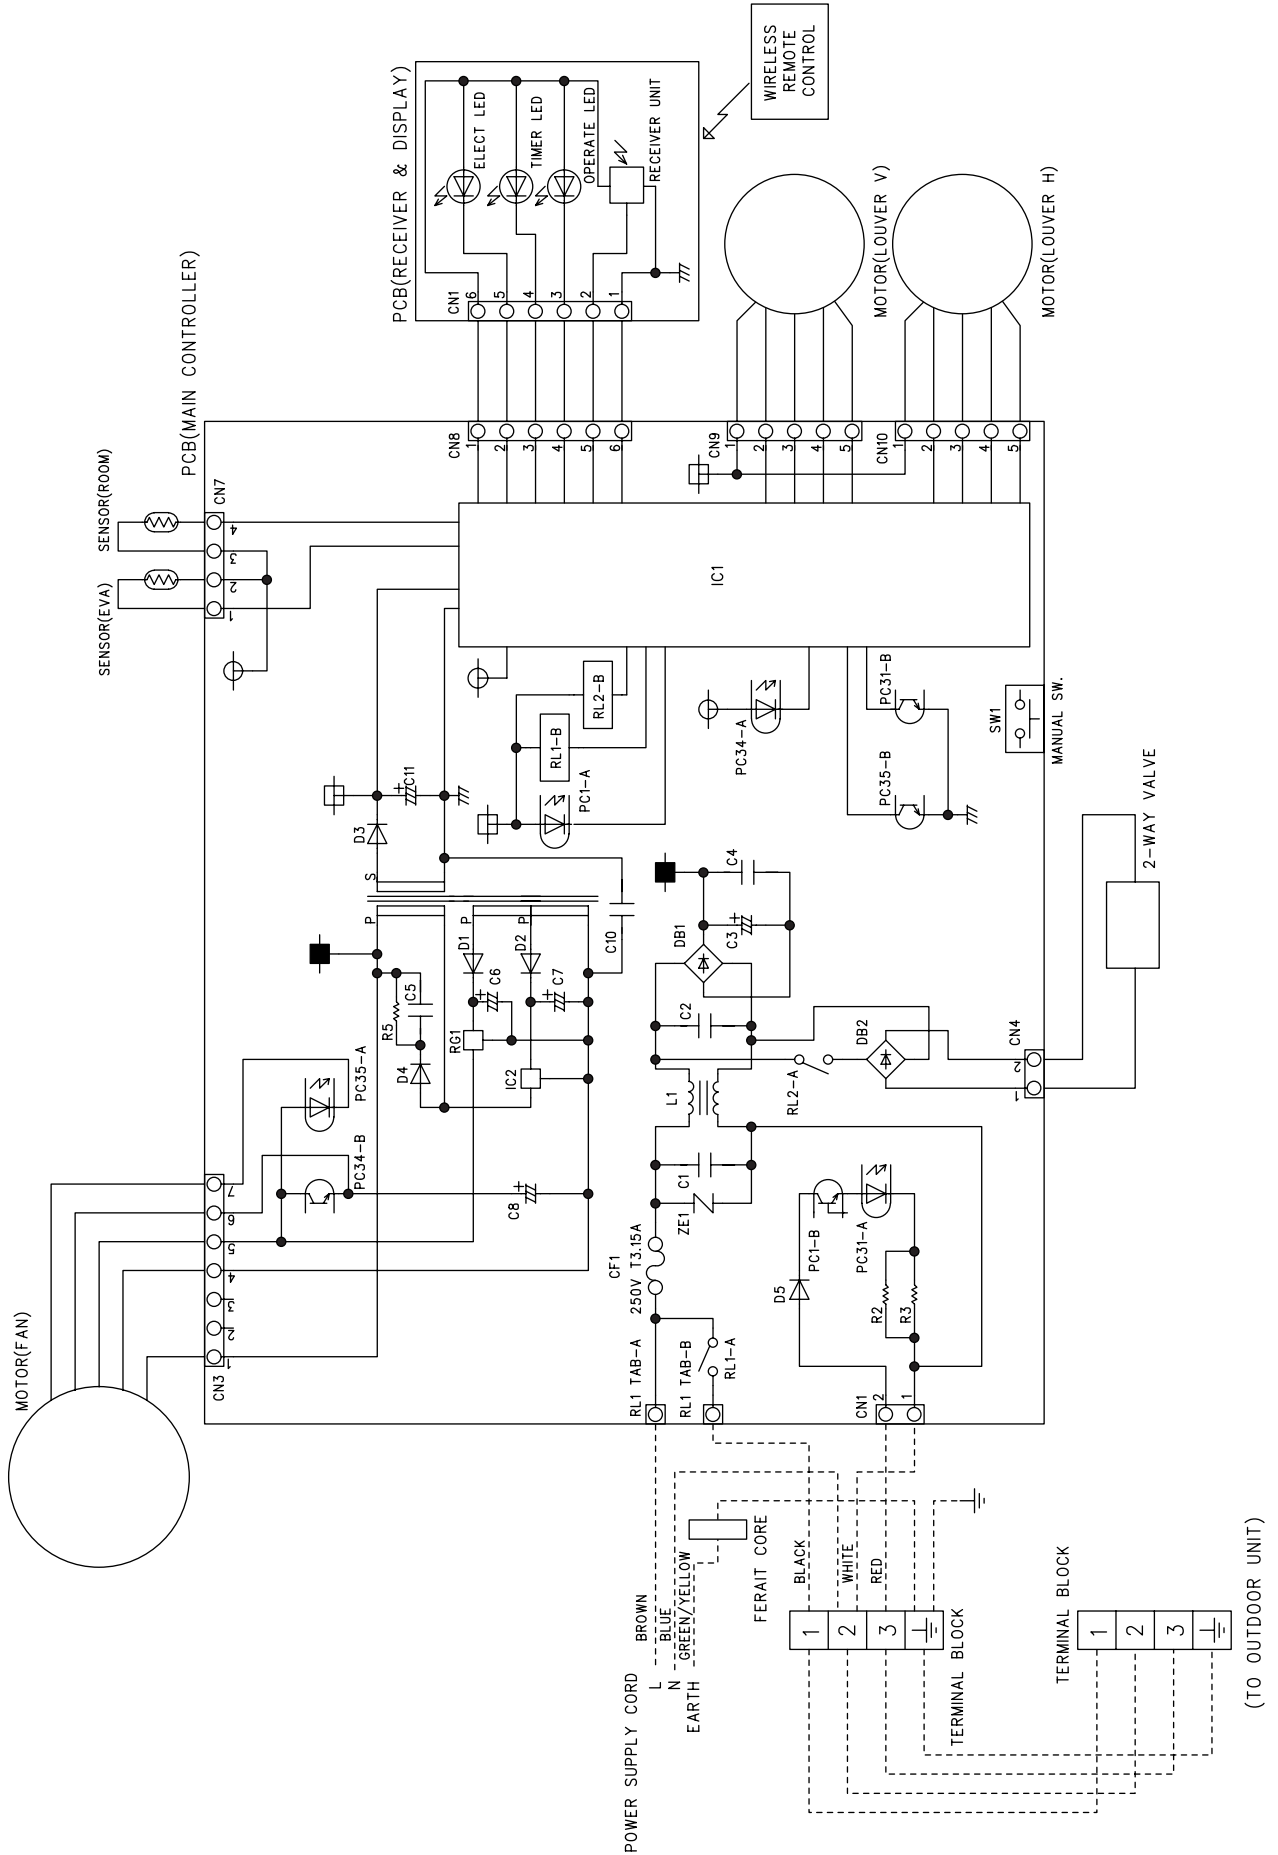 WIRELESS
REMOTE
CONTROL
PCB(RECEIVER & DISPLAY)
ELECT LED
TIMER LED
OPERATE LED
RECEIVER UNIT
CN1
6
5
4
3
2
1
PCB(MAIN CONTROLLER)
SENSOR(ROOM)
SENSOR(EVA)
CN7
4
3
2
1
CN8
1
2
3
4
5
6
CN9
1
2
3
4
5
CN10
1
2
3
4
5
MOTOR(LOUVER V)
MOTOR(LOUVER H)
IC1
RL2-B
RL1-B
PC1-A
PC34-A
PC31-B
PC35-B
SW1
MANUAL SW.
2-WAY VALVE
D3
C11
S
P
P
P
D1
D2
C6
C7
C10
R5
C5
D4
RG1
IC2
PC35-A
PC34-B
C8
C4
C3
DB1
C2
DB2
L1
RL2-A
CN4
2
1
C1
ZE1
CF1
250V T3.15A
PC1-B
PC31-A
D5
R2
R3
RL1 TAB-A
RL1 TAB-B
RL1-A
CN1
2
1
MOTOR(FAN)
CN3
7
6
5
4
3
2
1
POWER SUPPLY CORD
L
N
EARTH
BROWN
BLUE
GREEN/YELLOW
FERAIT CORE
BLACK
WHITE
RED
1
2
3
TERMINAL BLOCK
TERMINAL BLOCK
1
2
3
(TO OUTDOOR UNIT)